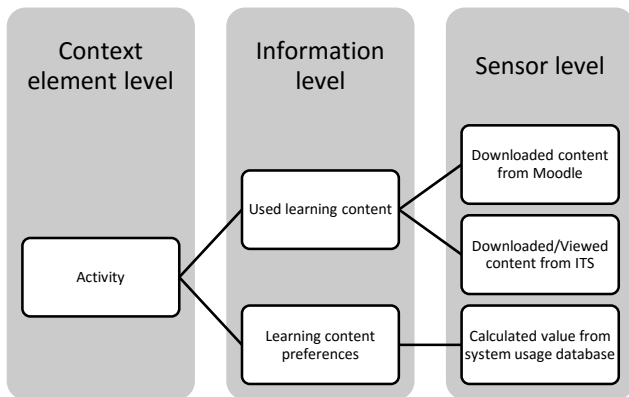 Context
element level
Information
level
Sensor level
Downloaded content
from Moodle
Used learning content
Downloaded/Viewed
content from ITS
Activity
Learning content
preferences
Calculated value from
system usage database